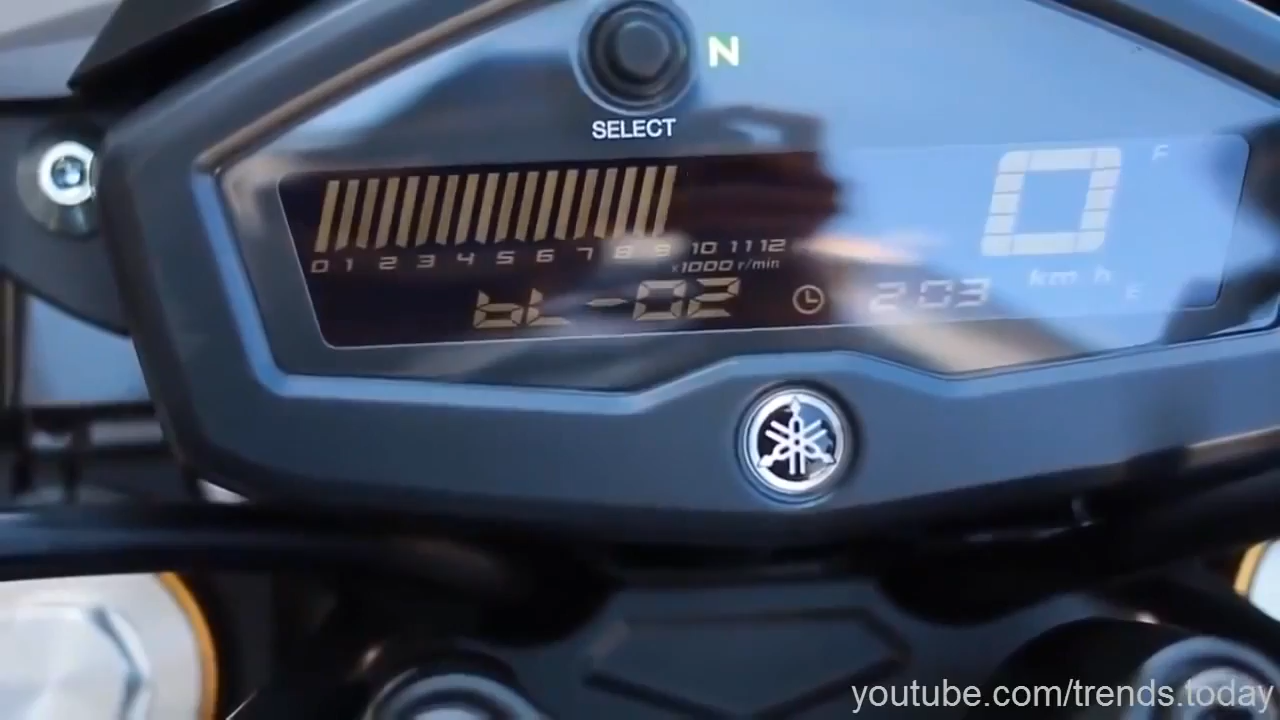 N
SELECT
0
F
0 1 2 3 4 5 6 7 8 9 10 11 12
x1000 r/min
km h
bL-02
2:03
E
youtube.com/trends.today